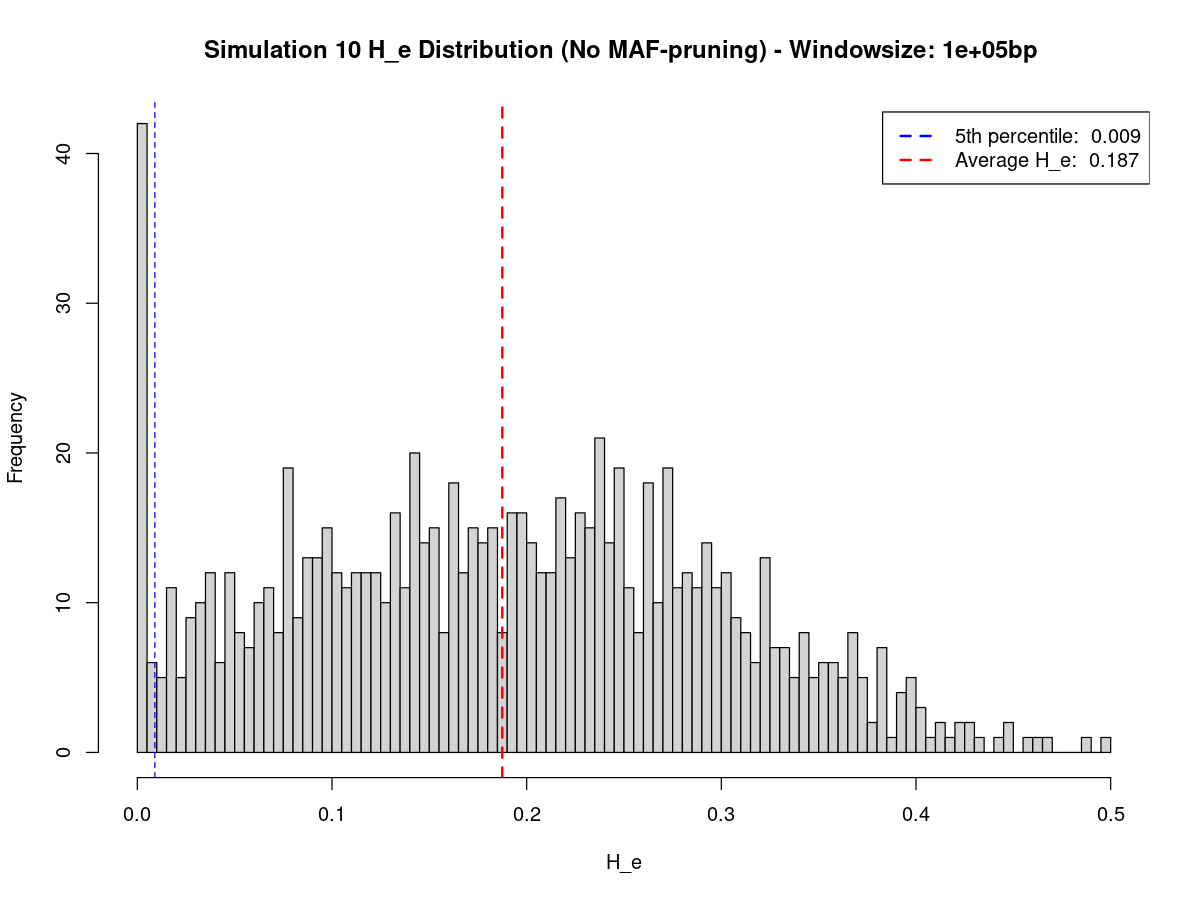 Simulation 10 H_e Distribution (No MAF-pruning) - Windowsize: 1e+05bp
5th percentile:  0.009
Average H_e:  0.187
Frequency
40
30
20
10
0
0.0 0.1 0.2 0.3 0.4 0.5
H_e